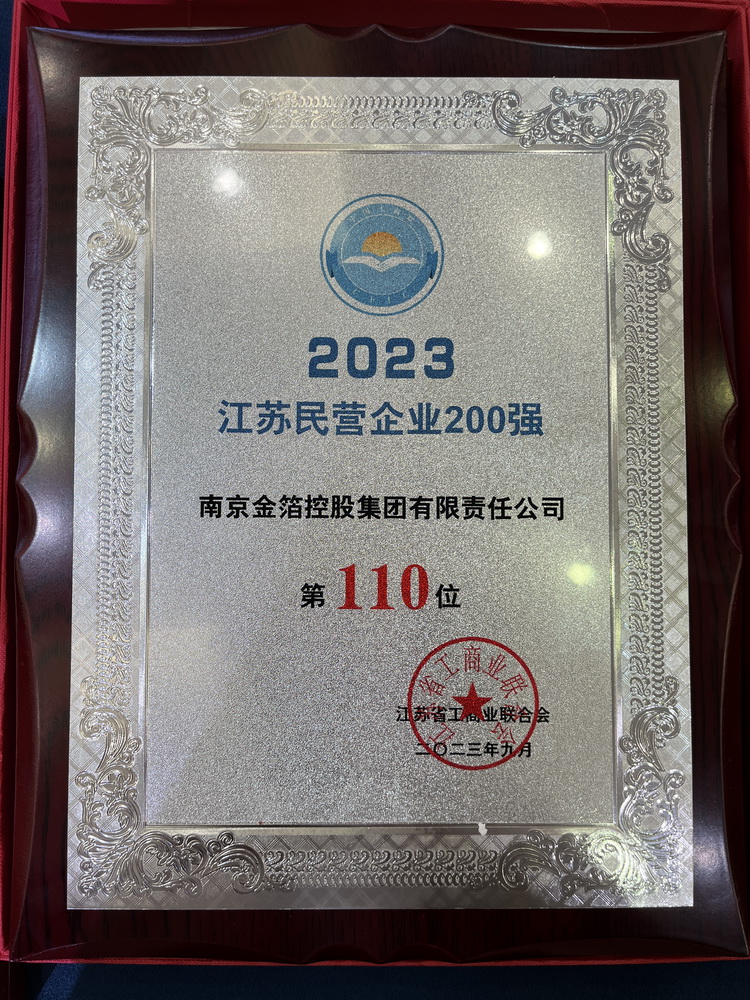 2023
江苏民营企业200强
南京金箔控股集团有限责任公司
第110位
江苏省工商业联合会
二〇二三年九月